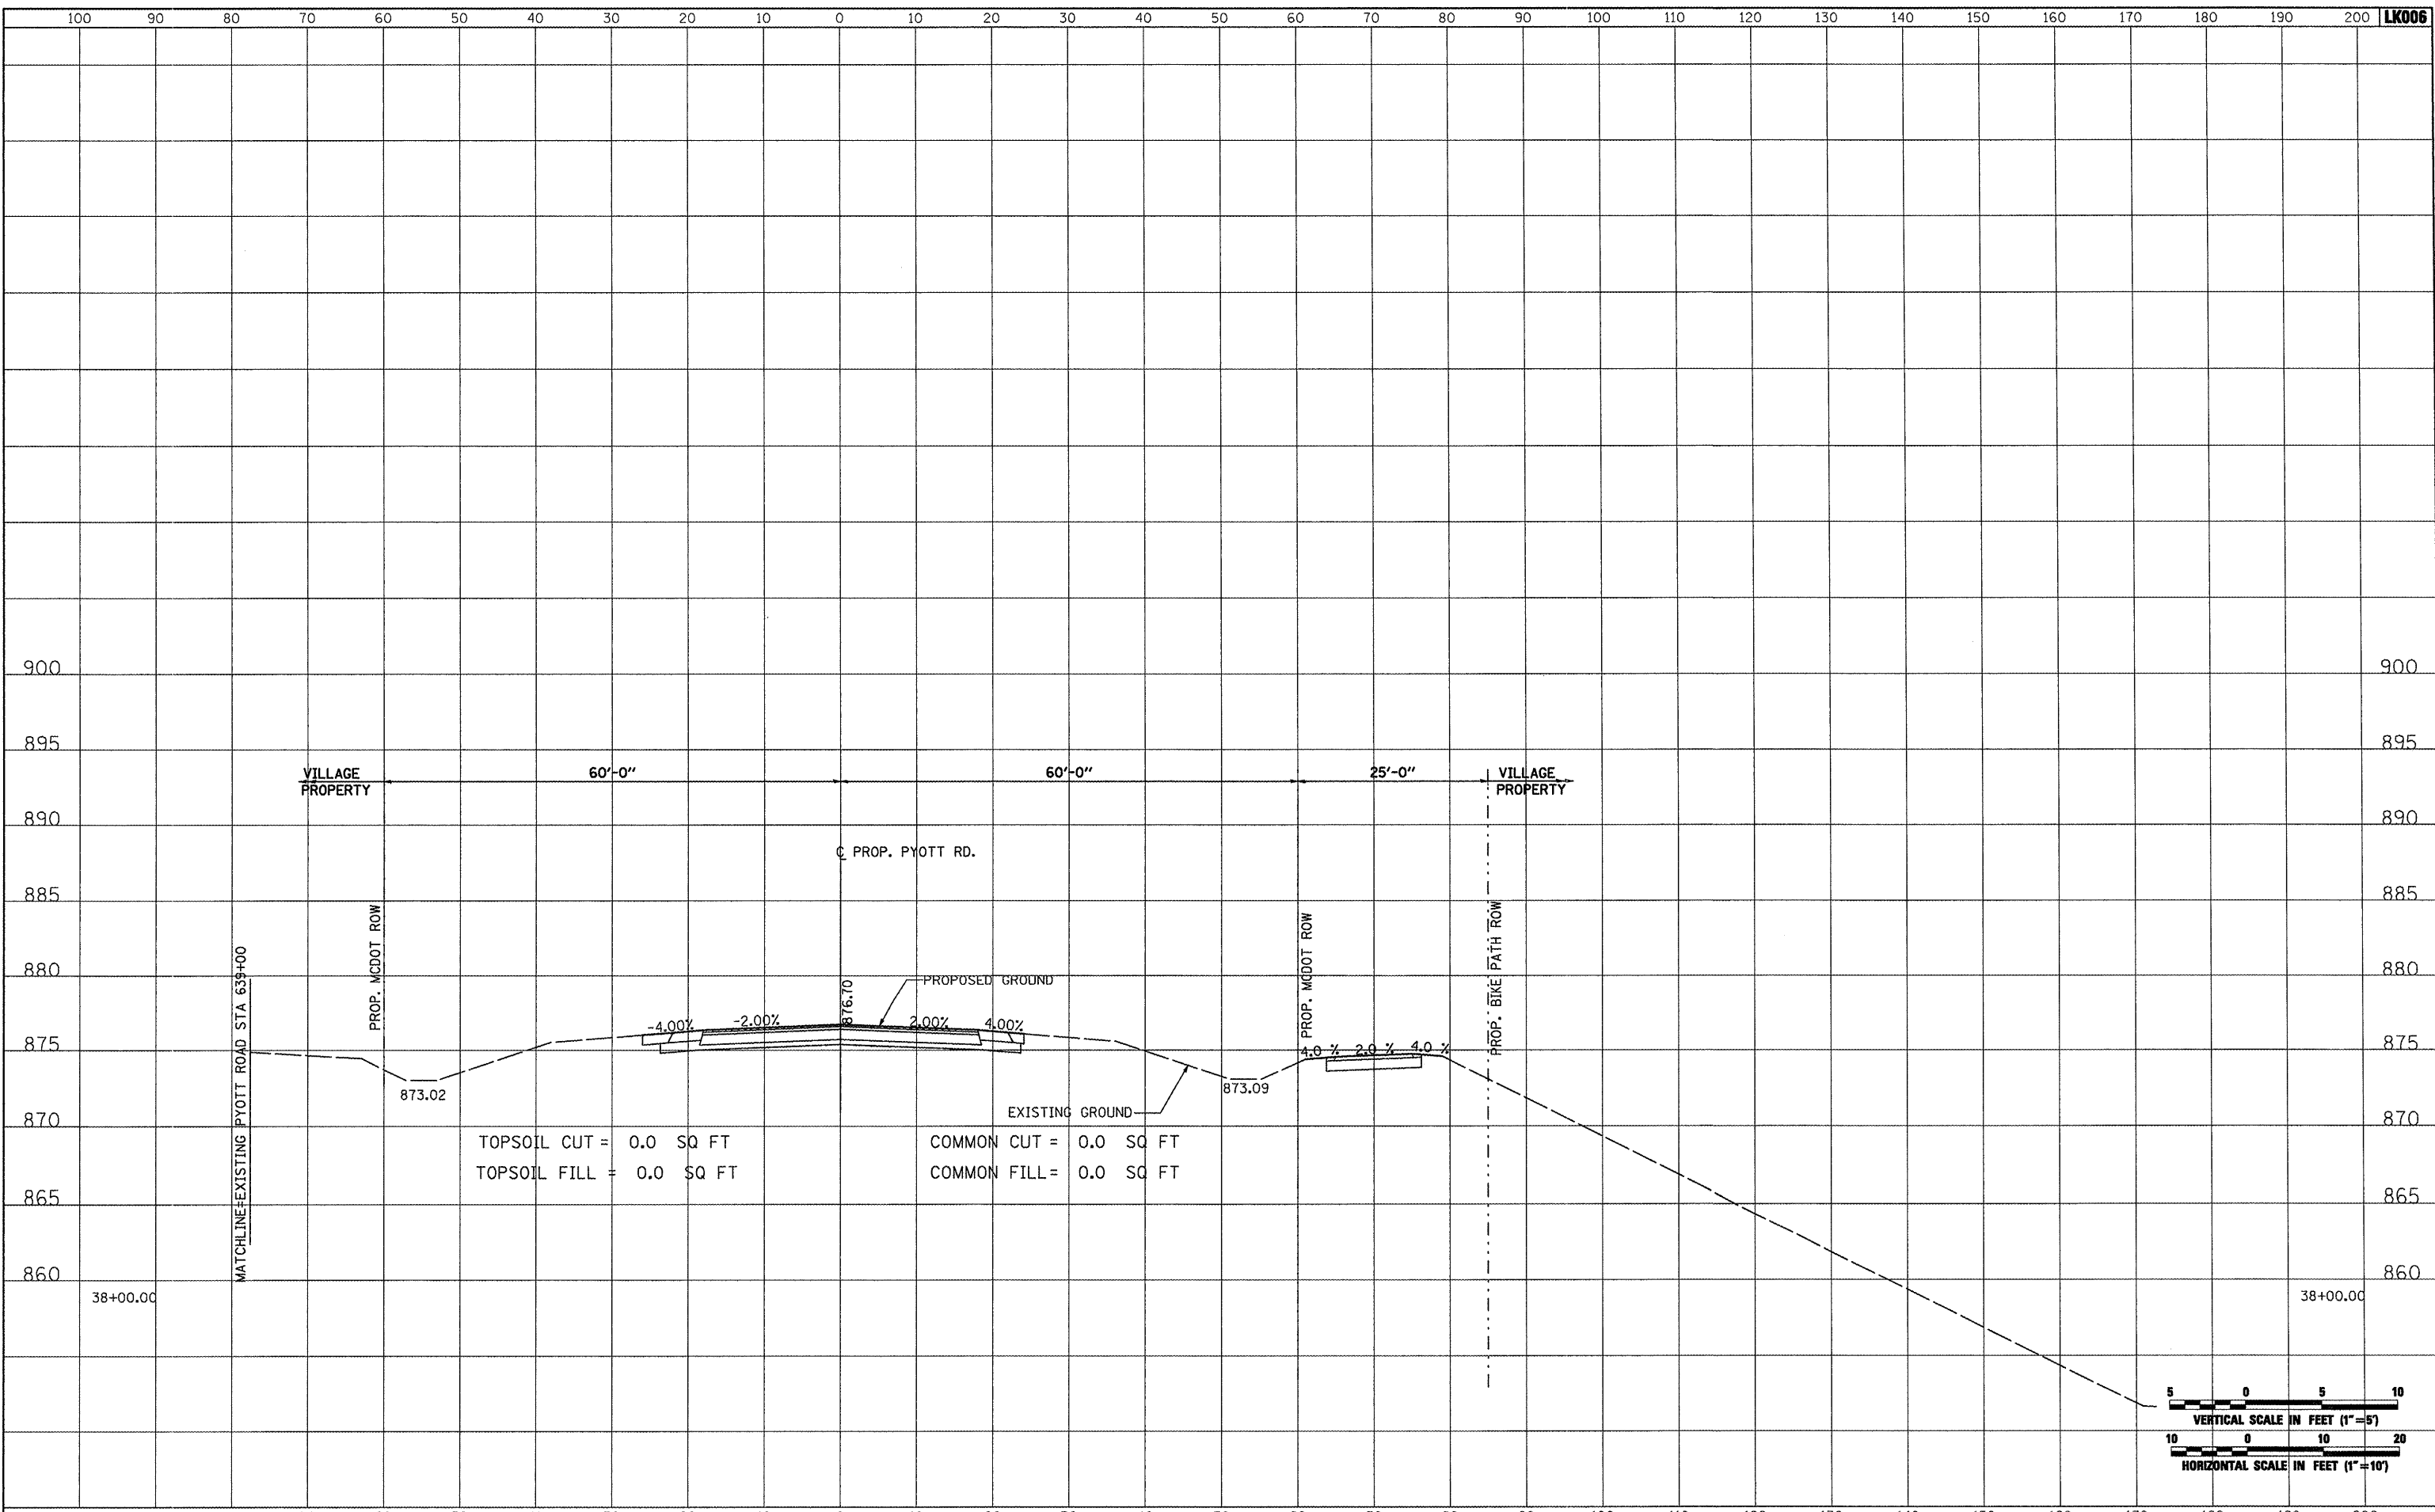 100 90 80 70 60 50 40 30 20 10 0 10 20 30 40 50 60 70 80 90 100 110 120 130 140 150 160 170 180 190 200 LK006
900 900
895 895
VILLAGE PROPERTY 60'-0" 60'-0" 25'-0" VILLAGE PROPERTY
890 890
℄ PROP. PYOTT RD.
885 885
PROP. MCDOT ROW
PROP. MCDOT ROW
PROP. BIKE PATH ROW
MATCHLINE=EXISTING PYOTT ROAD STA 639+00
880 880
PROPOSED GROUND
876.70
-4.00% -2.00% 2.00% 4.00%
875 875
4.0 % 2.0 % 4.0 %
873.02 873.09
EXISTING GROUND
870 870
TOPSOIL CUT = 0.0 SQ FT COMMON CUT = 0.0 SQ FT
TOPSOIL FILL = 0.0 SQ FT COMMON FILL= 0.0 SQ FT
865 865
860 860
38+00.00 38+00.00
5 0 5 10
VERTICAL SCALE IN FEET (1"=5')
10 0 10 20
HORIZONTAL SCALE IN FEET (1"=10')